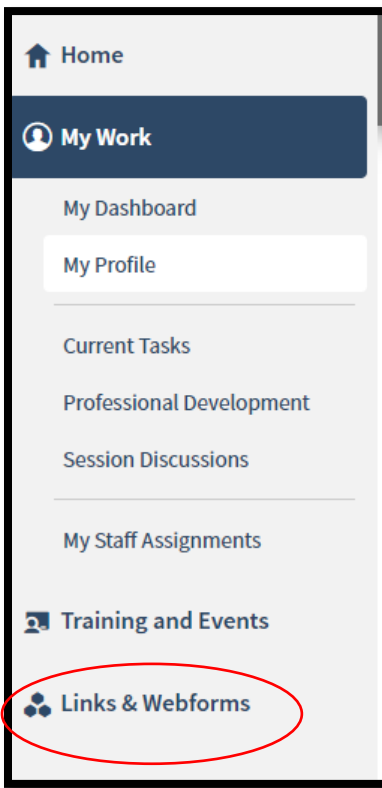 Home
My Work
My Dashboard
My Profile
Current Tasks
Professional Development
Session Discussions
My Staff Assignments
Training and Events
Links & Webforms